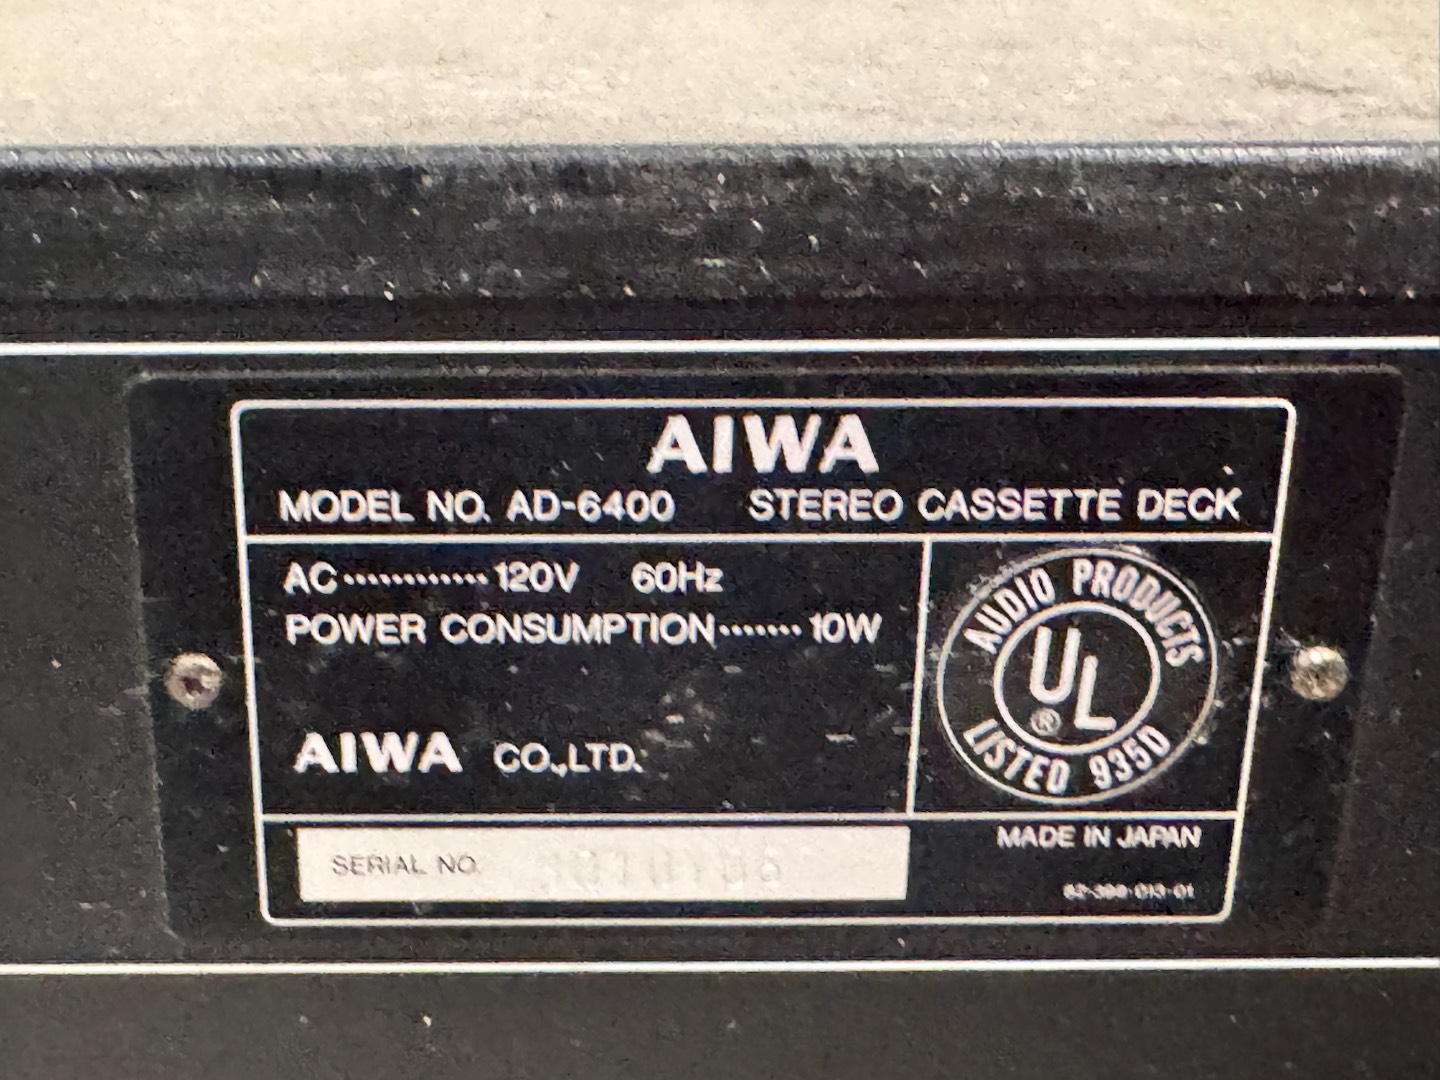 AIWA
MODEL NO. AD-6400 STEREO CASSETTE DECK
AC············120V 60Hz
POWER CONSUMPTION·······10W
AUDIO PRODUCTS
UL
®
LISTED 935D
AIWA CO.,LTD.
SERIAL NO.
MADE IN JAPAN